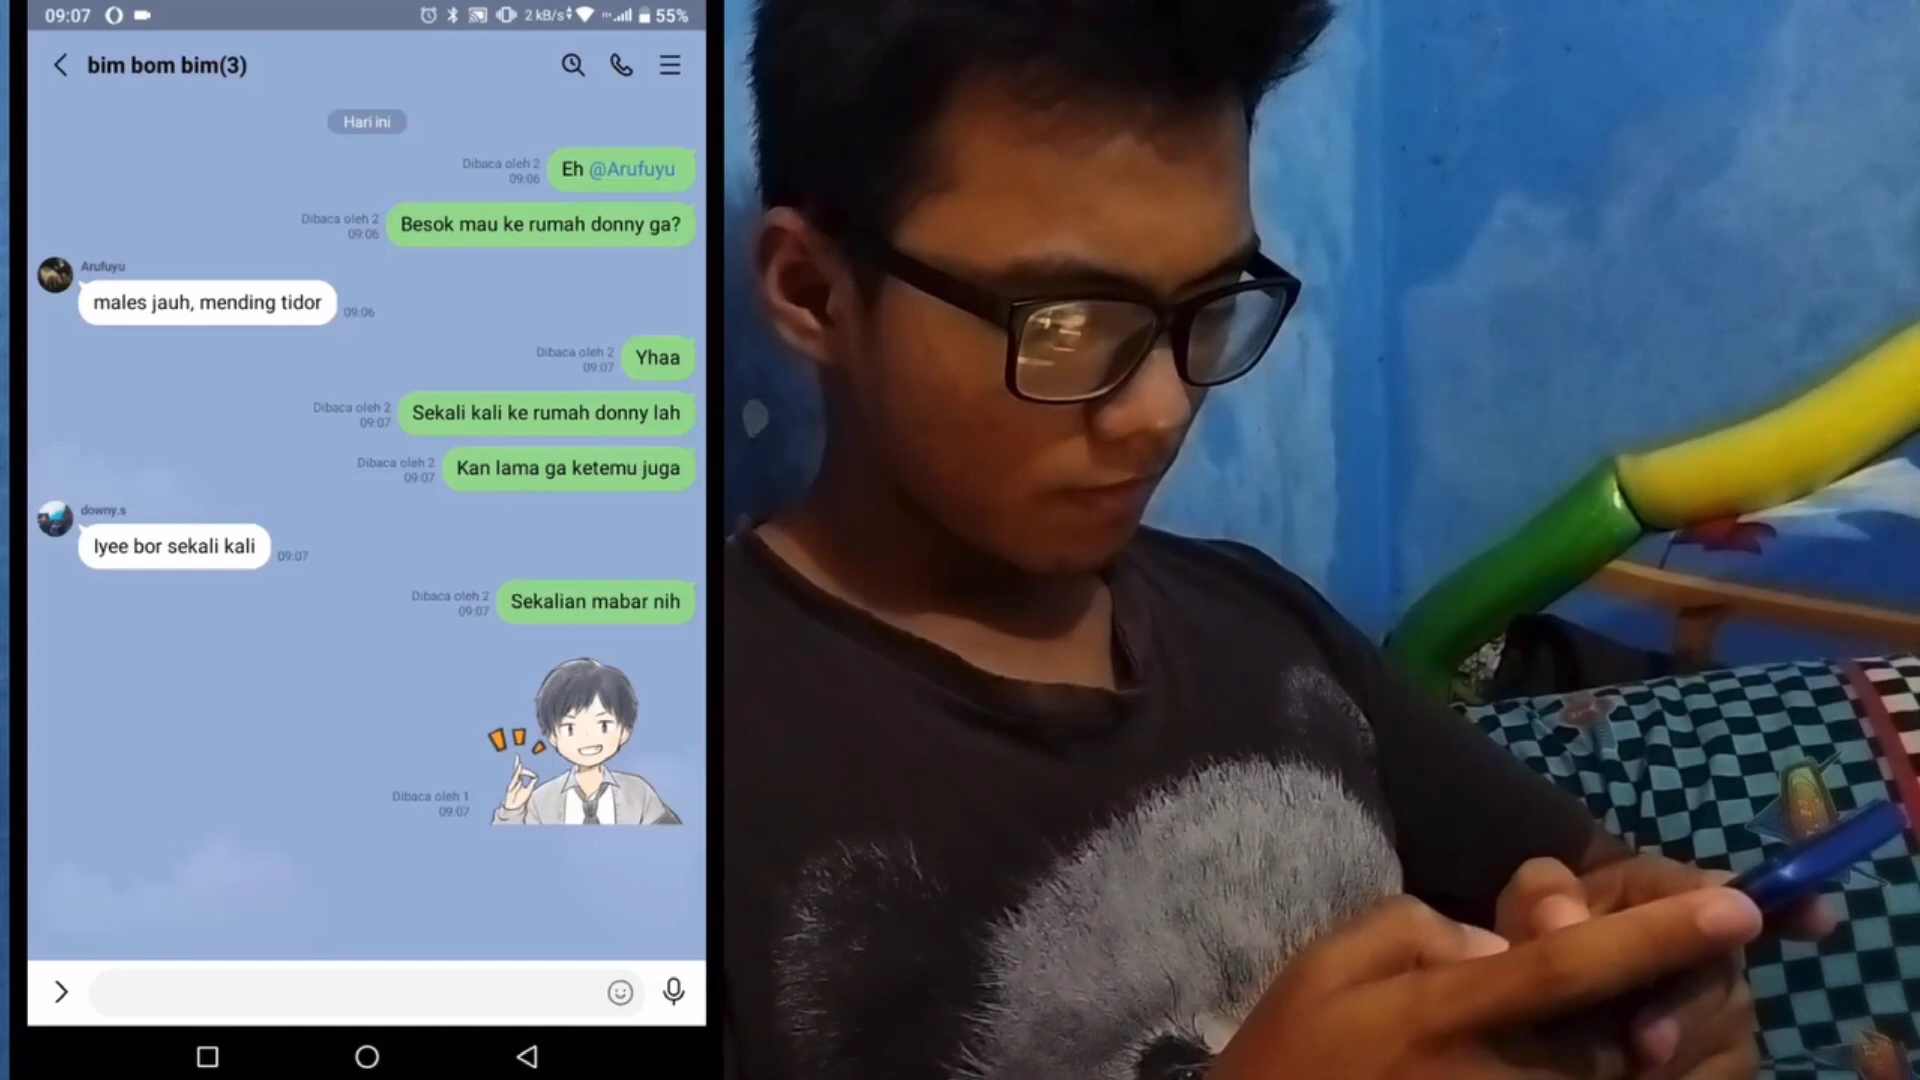 09:07
2 kB/s
55%
bim bom bim(3)
Hari ini
Dibaca oleh 2
09:06
Eh @Arufuyu
Dibaca oleh 2
09:06
Besok mau ke rumah donny ga?
Arufuyu
males jauh, mending tidor
09:06
Dibaca oleh 2
09:07
Yhaa
Dibaca oleh 2
09:07
Sekali kali ke rumah donny lah
Dibaca oleh 2
09:07
Kan lama ga ketemu juga
downy.s
Iyee bor sekali kali
09:07
Dibaca oleh 2
09:07
Sekalian mabar nih
Dibaca oleh 1
09:07